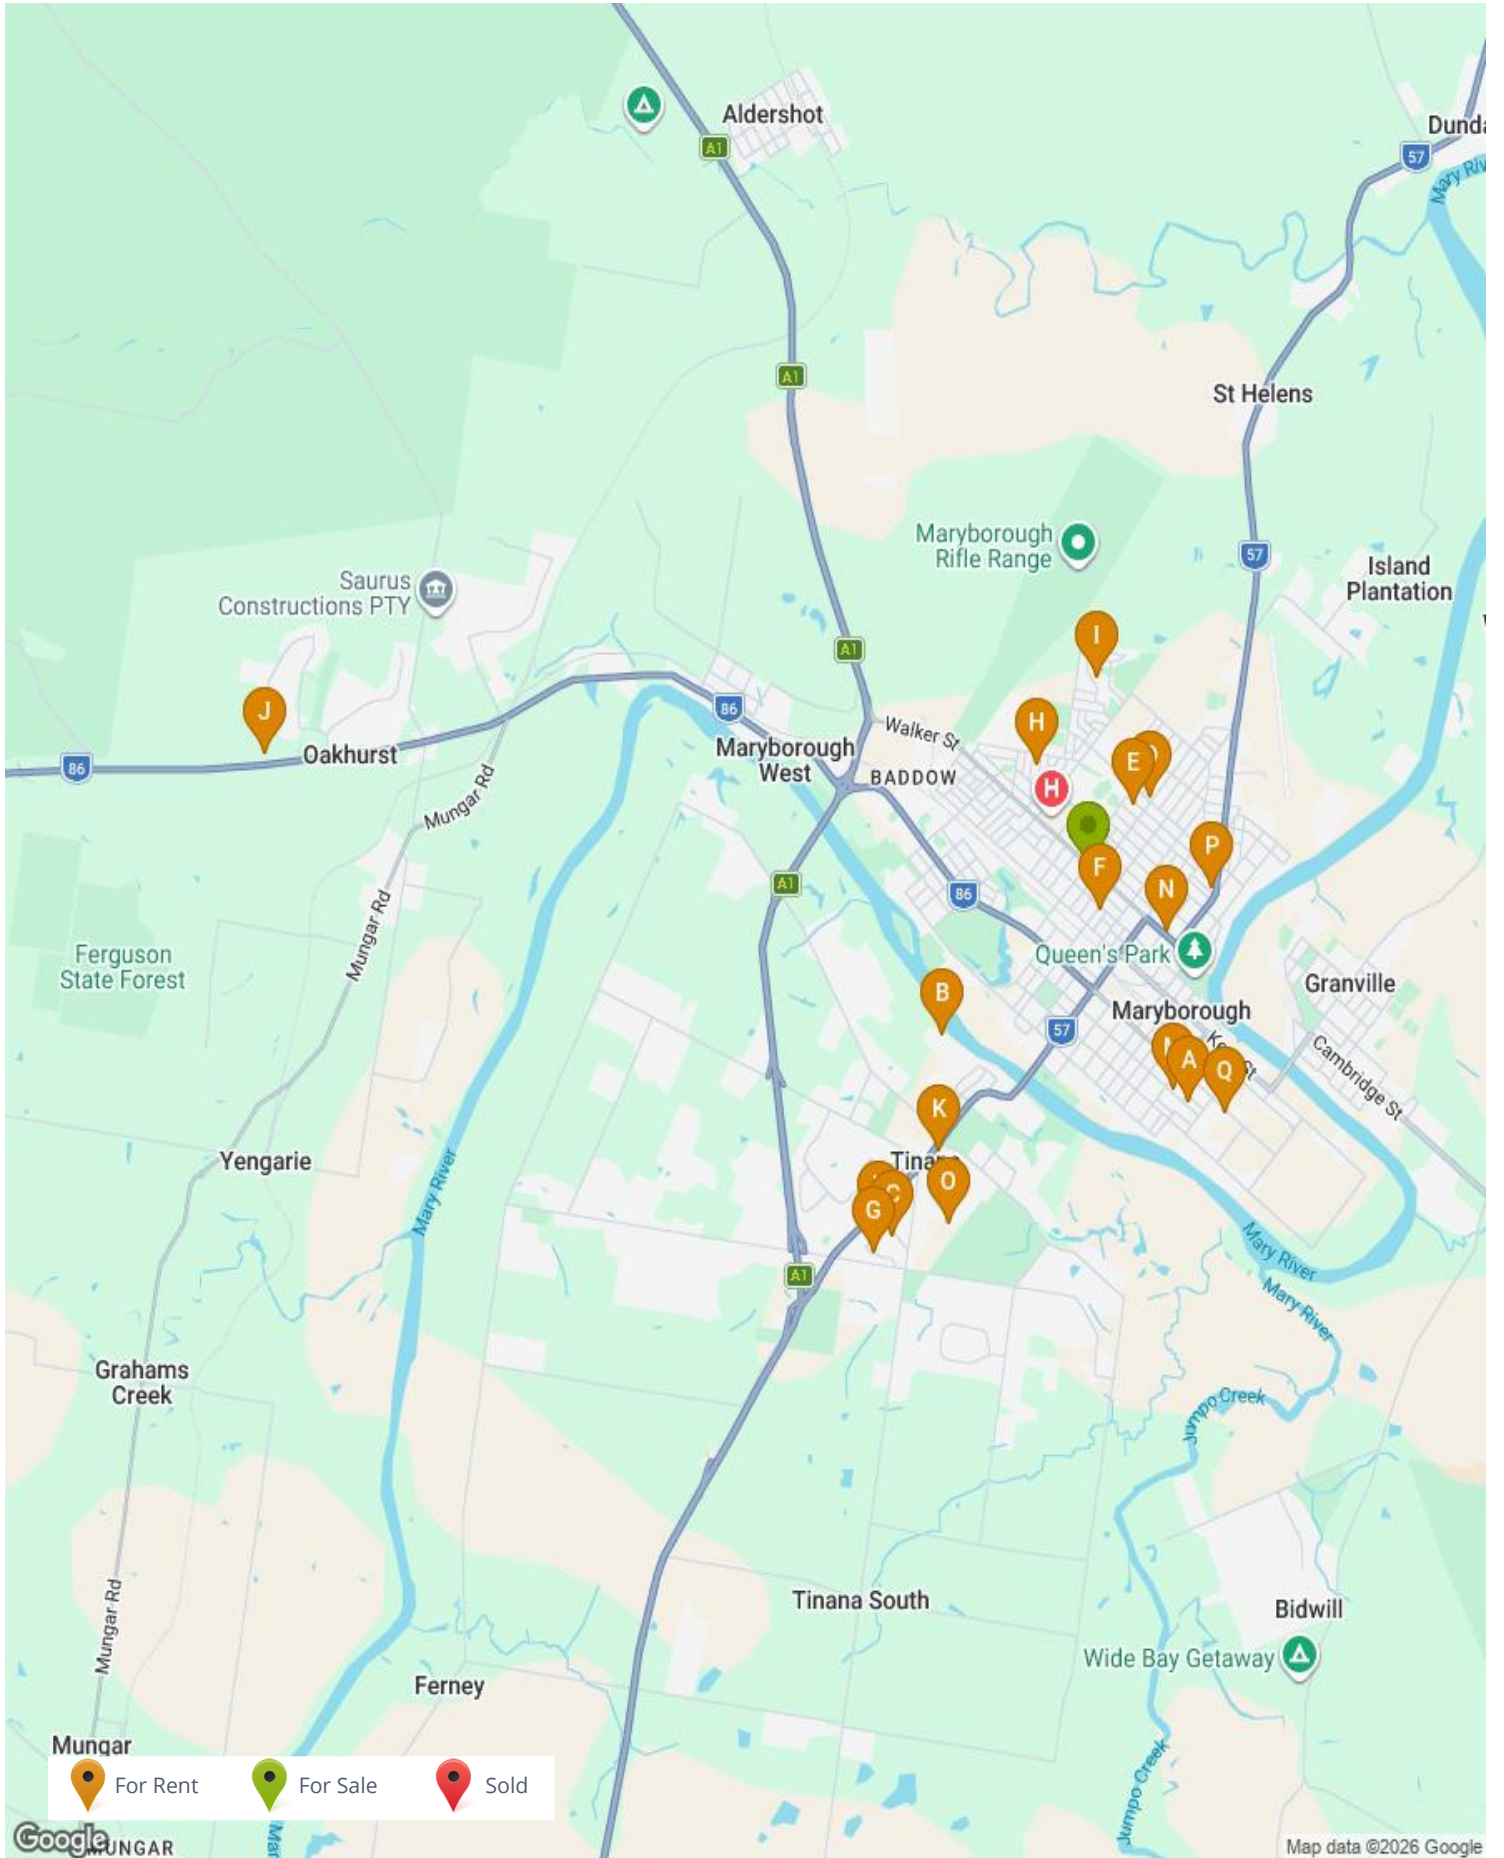 Aldershot
A1
Dunda
57
Mary Riv
A1
St Helens
Maryborough
Rifle Range
57
Island
Plantation
Saurus
Constructions PTY
I
A1
J
86
H
Walker St
Oakhurst
Maryborough
West
BADDOW
E
86
H
Mungar Rd
P
F
A1
86
N
Mungar Rd
Ferguson
State Forest
Queen's Park
Granville
B
Maryborough
57
A
Q
Cambridge St
K
Yengarie
Tinana
O
C
G
Mary River
Mary River
A1
Mary River
Grahams
Creek
Jumpo Creek
Tinana South
Bidwill
Mungar Rd
Wide Bay Getaway
Ferney
Mungar
For Rent
For Sale
Sold
Jumpo Creek
Google
MUNGAR
Mar
Map data ©2026 Google